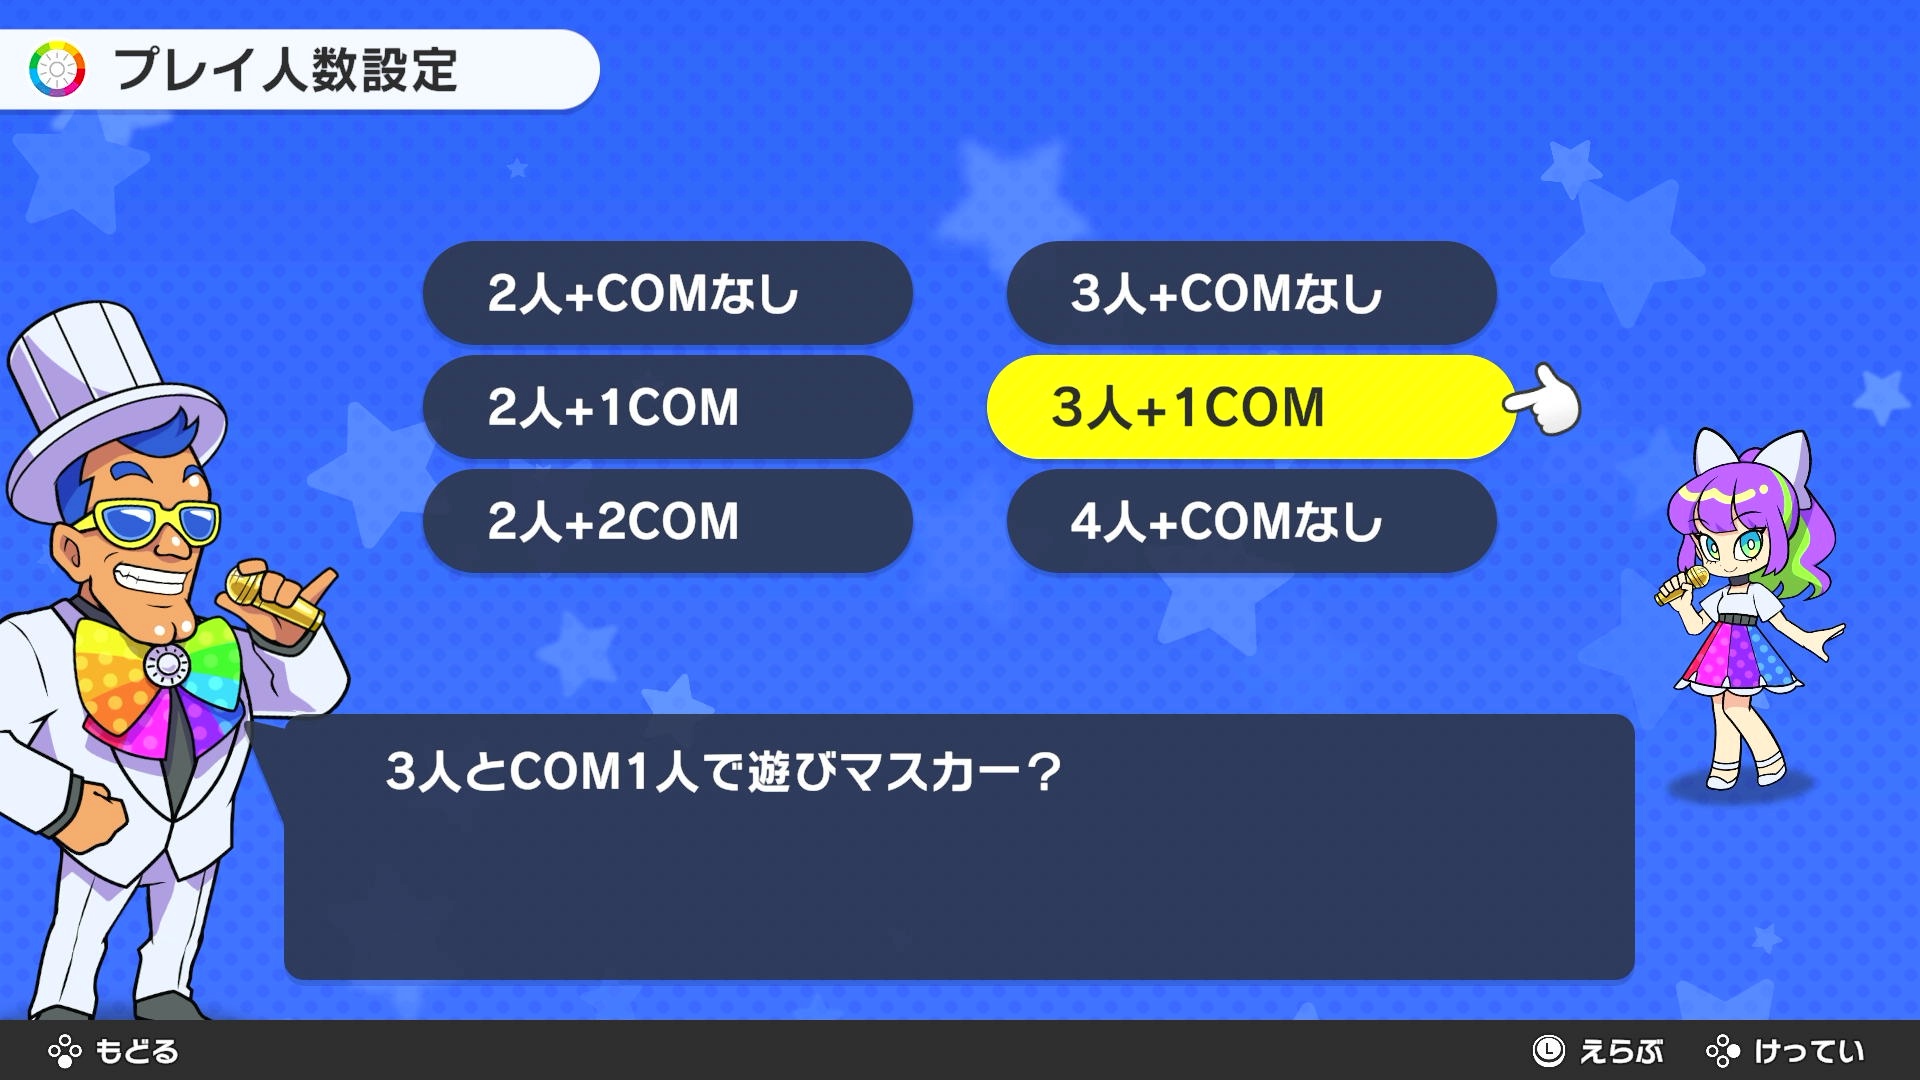 プレイ人数設定
2人+COMなし
3人+COMなし
2人+1COM
3人+1COM
2人+2COM
4人+COMなし
3人とCOM1人で遊びマスカー？
もどる
L えらぶ
けってい